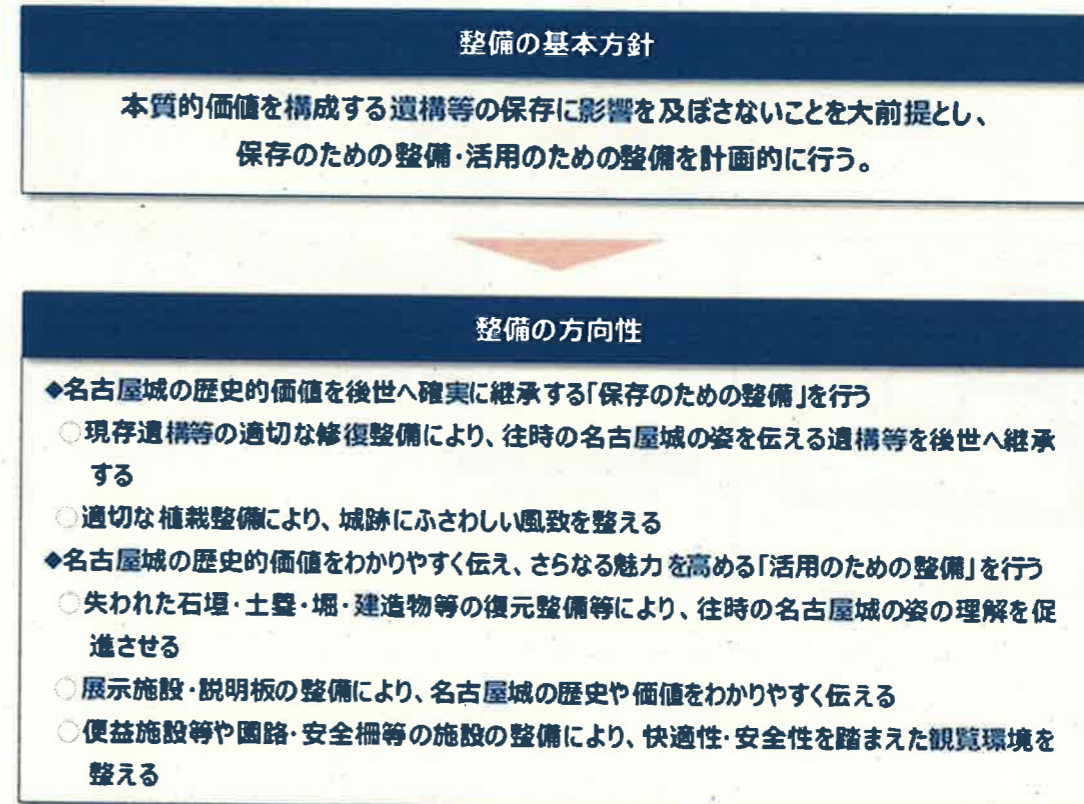 整備の基本方針
本質的価値を構成する遺構等の保存に影響を及ぼさないことを大前提とし、
保存のための整備・活用のための整備を計画的に行う。
整備の方向性
◆名古屋城の歴史的価値を後世へ確実に継承する「保存のための整備」を行う
○現存遺構等の適切な修復整備により、往時の名古屋城の姿を伝える遺構等を後世へ継承
する
○適切な植栽整備により、城跡にふさわしい風致を整える
◆名古屋城の歴史的価値をわかりやすく伝え、さらなる魅力を高める「活用のための整備」を行う
○失われた石垣・土塁・堀・建造物等の復元整備等により、往時の名古屋城の姿の理解を促
進させる
○展示施設・説明板の整備により、名古屋城の歴史や価値をわかりやすく伝える
○便益施設等や園路・安全柵等の施設の整備により、快適性・安全性を踏まえた観覧環境を
整える